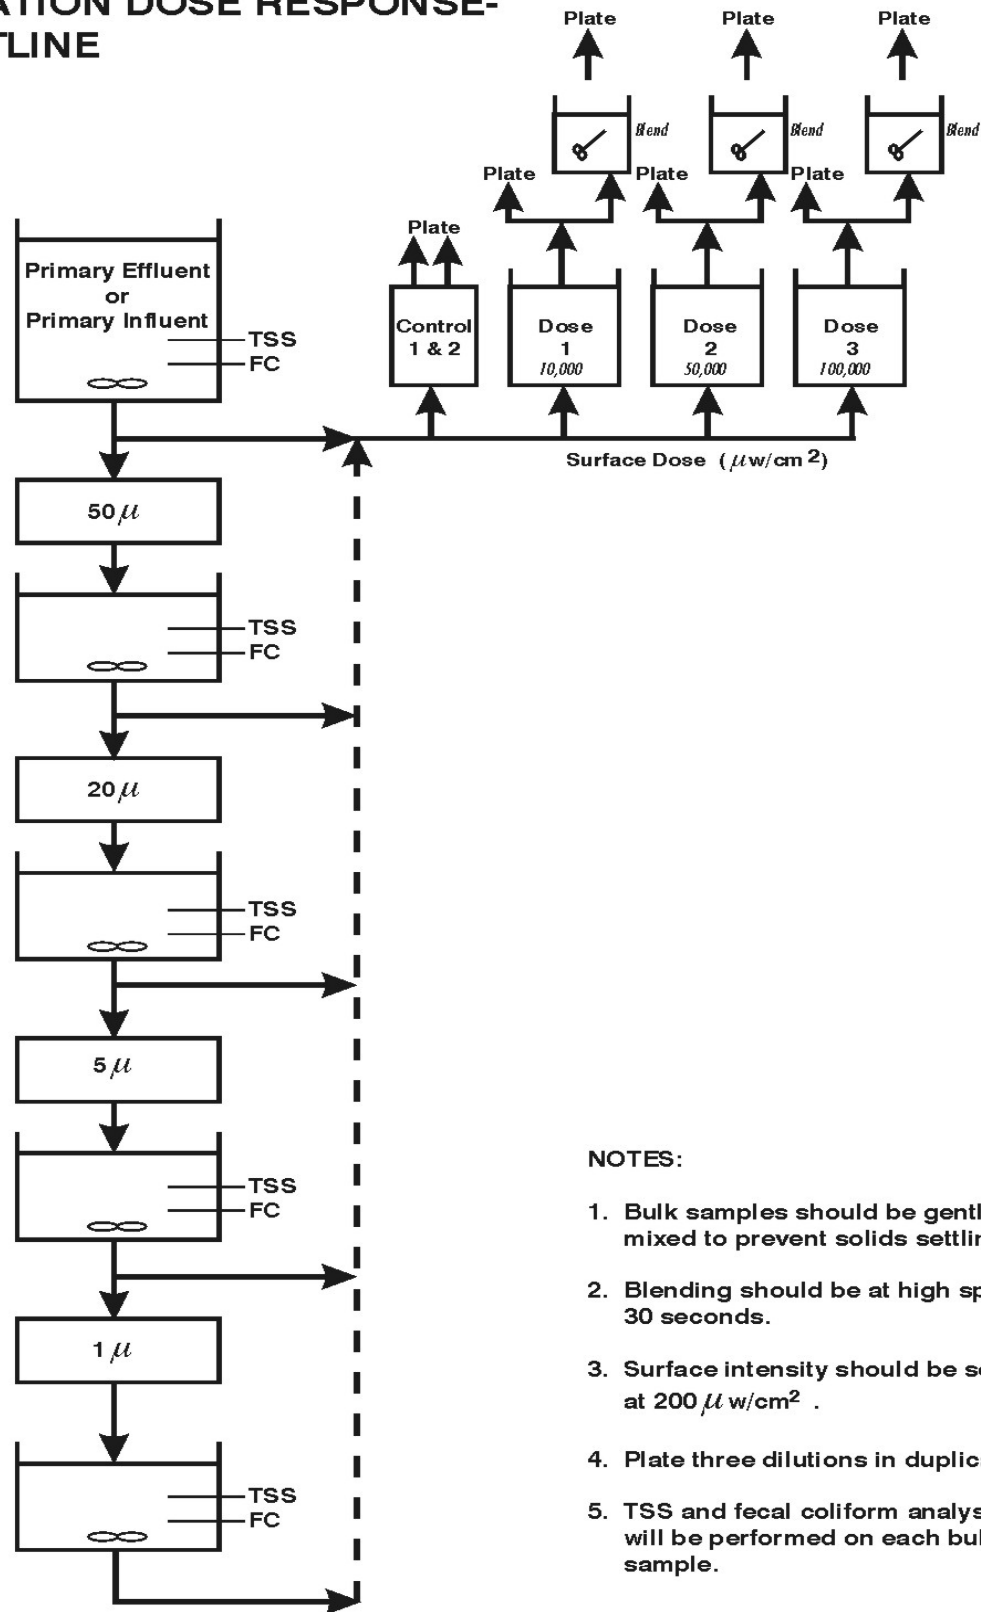 ATION DOSE RESPONSE-
TLINE
Plate Plate Plate
Blend Blend Blend
Plate Plate Plate
Plate
Primary Effluent
or
Primary Influent
TSS
FC
Control
1 & 2
Dose
1
10,000
Dose
2
50,000
Dose
3
100,000
Surface Dose (μw/cm2)
50μ
TSS
FC
20μ
TSS
FC
5μ
TSS
FC
1μ
TSS
FC
NOTES:
1. Bulk samples should be gentl
mixed to prevent solids settlin
2. Blending should be at high sp
30 seconds.
3. Surface intensity should be se
at 200μw/cm2 .
4. Plate three dilutions in duplic
5. TSS and fecal coliform analys
will be performed on each bul
sample.